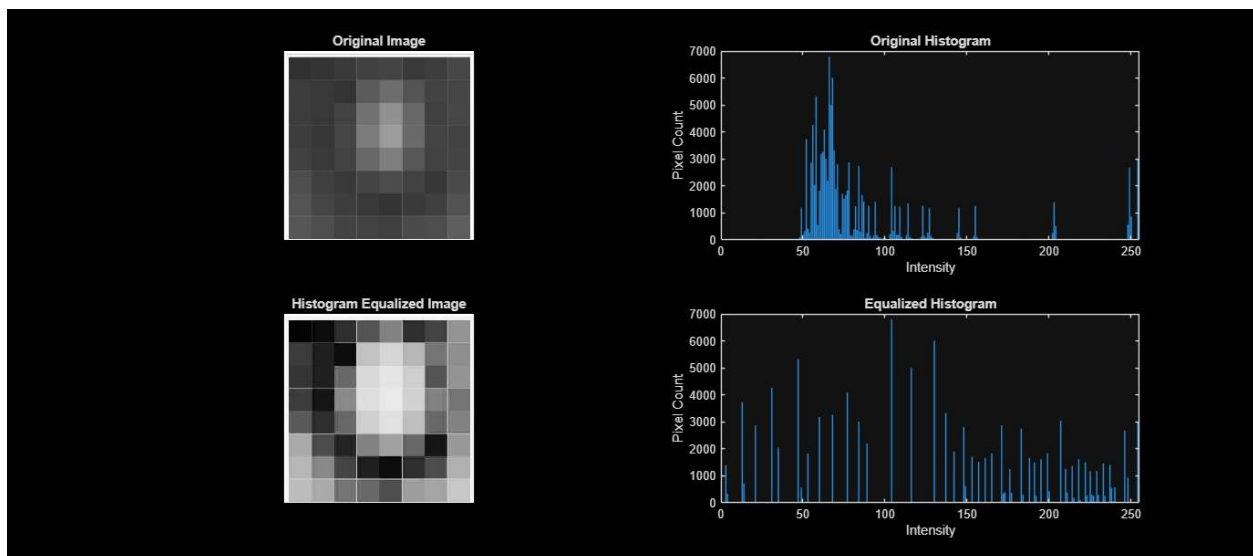 Original Image
Original Histogram
7000
6000
5000
4000
3000
2000
1000
0
Pixel Count
0 50 100 150 200 250
Intensity
Histogram Equalized Image
Equalized Histogram
7000
6000
5000
4000
3000
2000
1000
0
Pixel Count
0 50 100 150 200 250
Intensity